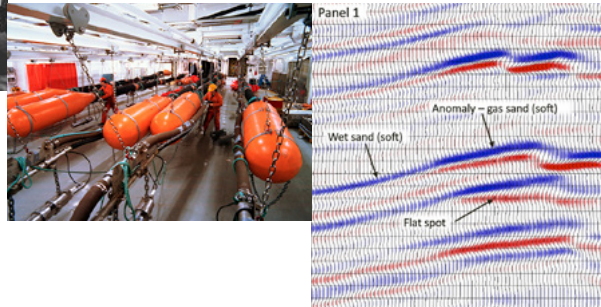 Panel 1
Anomaly – gas sand (soft)
Wet sand (soft)
Flat spot